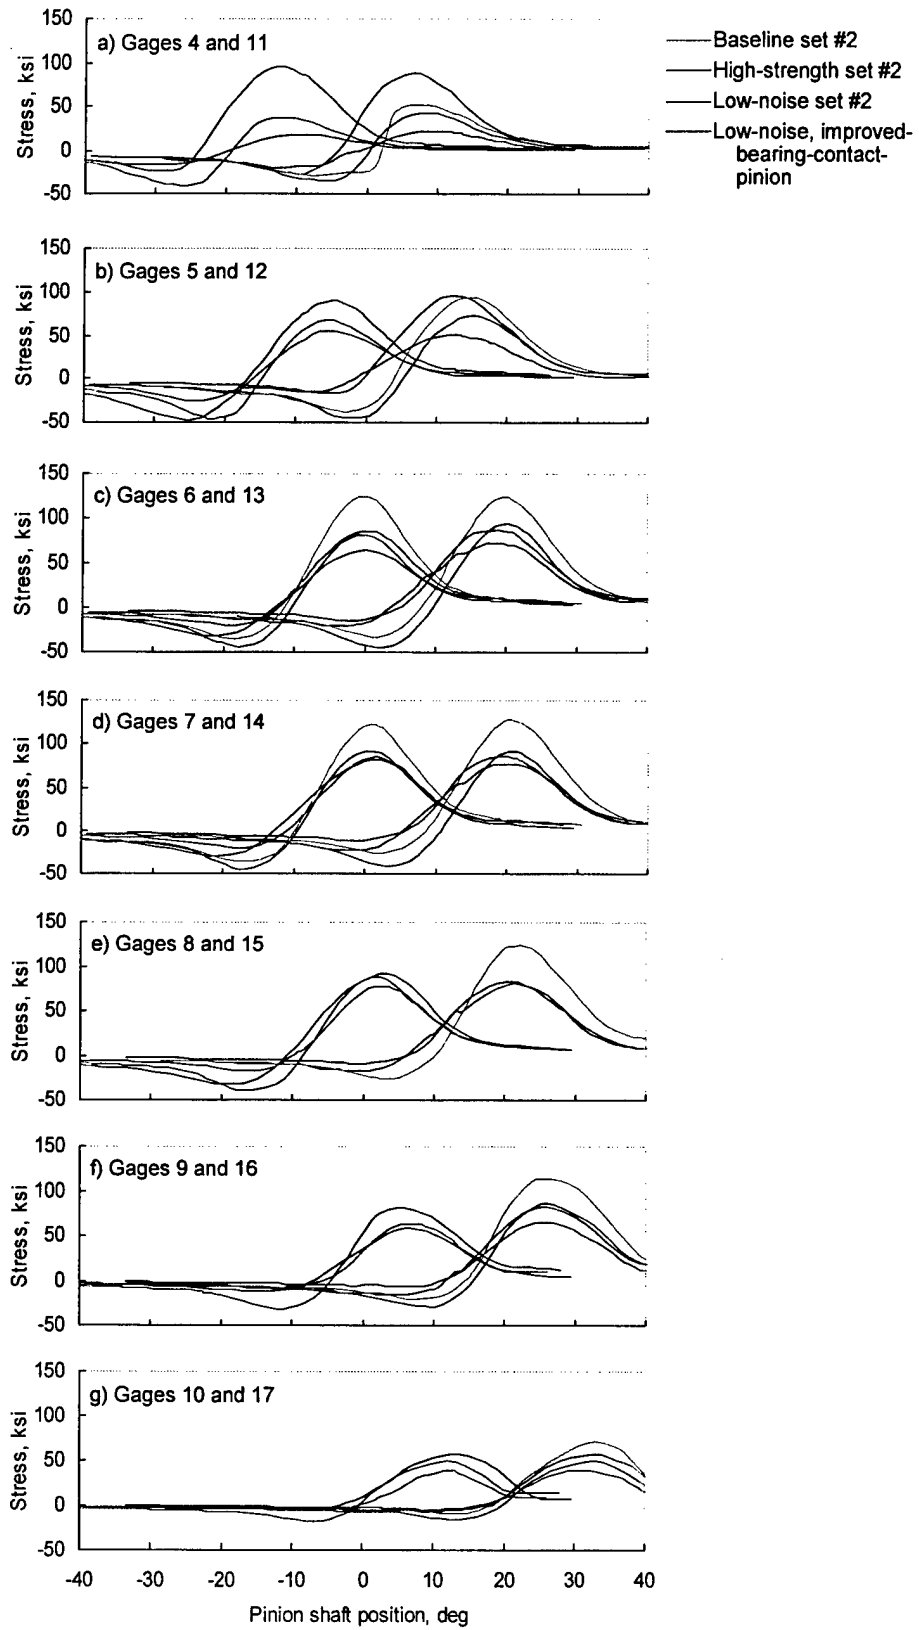 150
a) Gages 4 and 11
100
50
0
-50
Stress, ksi
Baseline set #2
High-strength set #2
Low-noise set #2
Low-noise, improved-
bearing-contact-
pinion
150
b) Gages 5 and 12
100
50
0
-50
Stress, ksi
150
c) Gages 6 and 13
100
50
0
-50
Stress, ksi
150
d) Gages 7 and 14
100
50
0
-50
Stress, ksi
150
e) Gages 8 and 15
100
50
0
-50
Stress, ksi
150
f) Gages 9 and 16
100
50
0
-50
Stress, ksi
150
g) Gages 10 and 17
100
50
0
-50
Stress, ksi
-40 -30 -20 -10 0 10 20 30 40
Pinion shaft position, deg